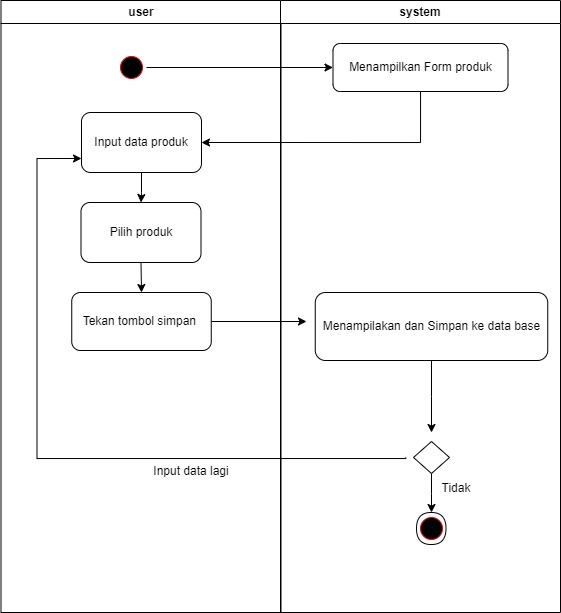 user
system
Menampilkan Form produk
Input data produk
Pilih produk
Tekan tombol simpan
Menampilakan dan Simpan ke data base
Input data lagi
Tidak